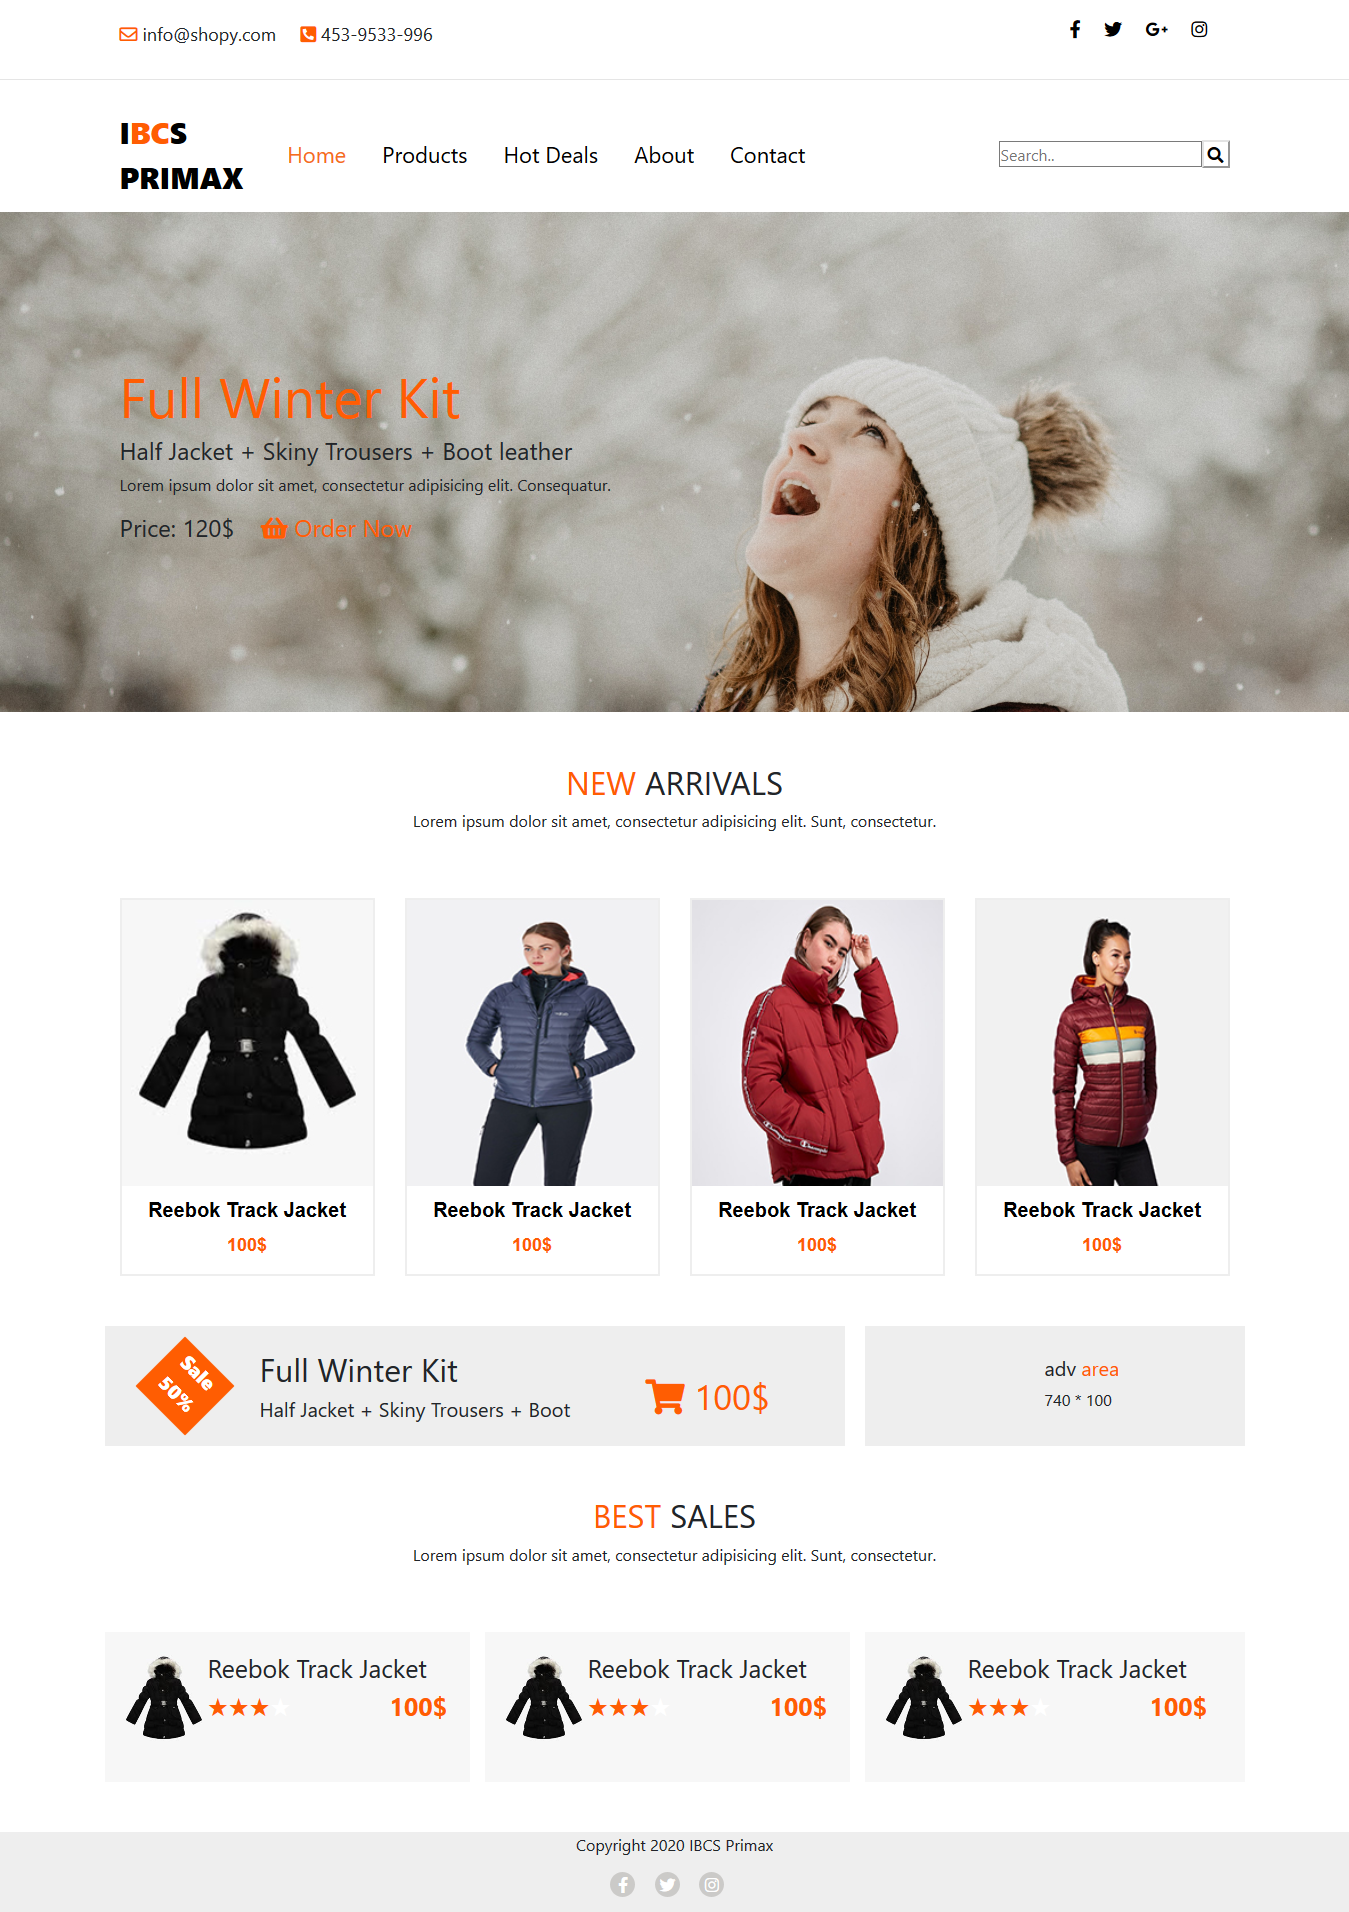 info@shopy.com 453-9533-996
IBCS
PRIMAX
Home Products Hot Deals About Contact
Search..
Full Winter Kit
Half Jacket + Skiny Trousers + Boot leather
Lorem ipsum dolor sit amet, consectetur adipisicing elit. Consequatur.
Price: 120$ Order Now
NEW ARRIVALS
Lorem ipsum dolor sit amet, consectetur adipisicing elit. Sunt, consectetur.
Reebok Track Jacket
100$
Reebok Track Jacket
100$
Reebok Track Jacket
100$
Reebok Track Jacket
100$
Sale
50%
Full Winter Kit
Half Jacket + Skiny Trousers + Boot
100$
adv area
740 * 100
BEST SALES
Lorem ipsum dolor sit amet, consectetur adipisicing elit. Sunt, consectetur.
Reebok Track Jacket
100$
Reebok Track Jacket
100$
Reebok Track Jacket
100$
Copyright 2020 IBCS Primax